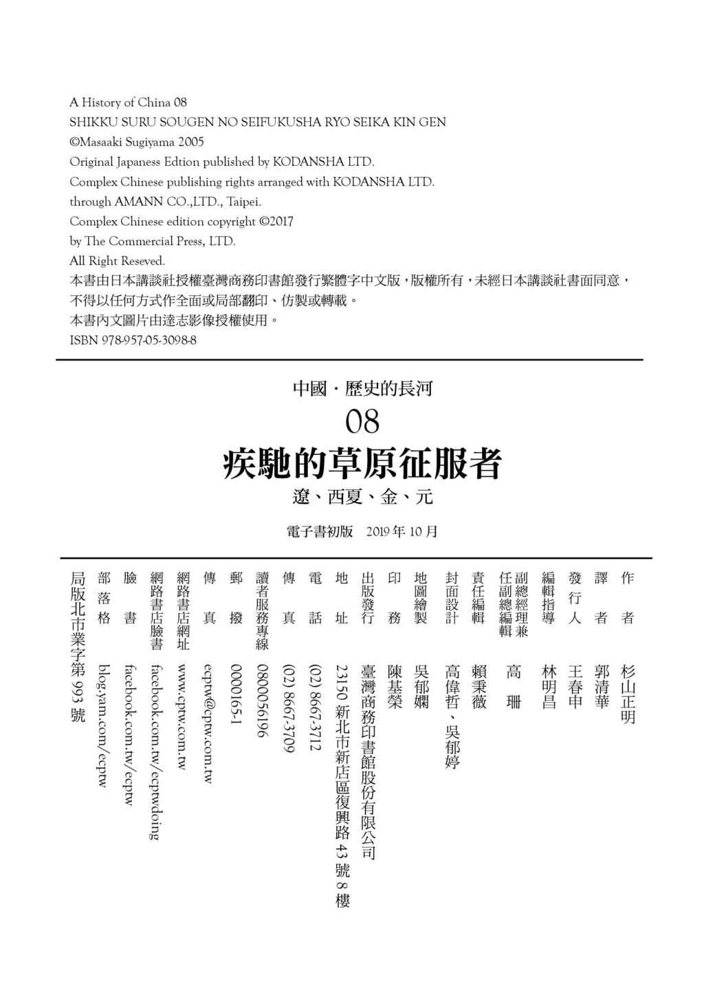 A History of China 08
SHIKKU SURU SOUGEN NO SEIFUKUSHA RYO SEIKA KIN GEN
©Masaaki Sugiyama 2005
Original Japaness Edtion published by KODANSHA LTD.
Complex Chinese publishing rights arranged with KODANSHA LTD.
through AMANN CO.,LTD., Taipei.
Complex Chinese edition copyright ©2017
by The Commercial Press, LTD.
All Right Reseved.
本書由日本講談社授權臺灣商務印書館發行繁體字中文版，版權所有，未經日本講談社書面同意，
不得以任何方式作全面或局部翻印、仿製或轉載。
本書內文圖片由達志影像授權使用。
ISBN 978-957-05-3098-8
中國・歷史的長河
08
疾馳的草原征服者
遼、西夏、金、元
電子書初版 2019年10月
作者 杉山正明
譯者 郭清華
發行人 王春申
編輯指導 林明昌
副總經理兼
任副總編輯 高珊
責任編輯 賴秉薇
封面設計 高偉哲、吳郁婷
地圖繪製 吳郁嫻
印務 陳基榮
出版發行 臺灣商務印書館股份有限公司
地址 23150 新北市新店區復興路 43 號 8 樓
電話 (02) 8667-3712
傳真 (02) 8667-3709
讀者服務專線 0800056196
郵撥 0000165-1
傳真 ecptw@cptw.com.tw
網路書店網址 www.cptw.com.tw
網路書店臉書 facebook.com.tw/ecptwdoing
臉書 facebook.com.tw/ecptw
部落格 blog.yam.com/ecptw
局版北市業字第 993 號